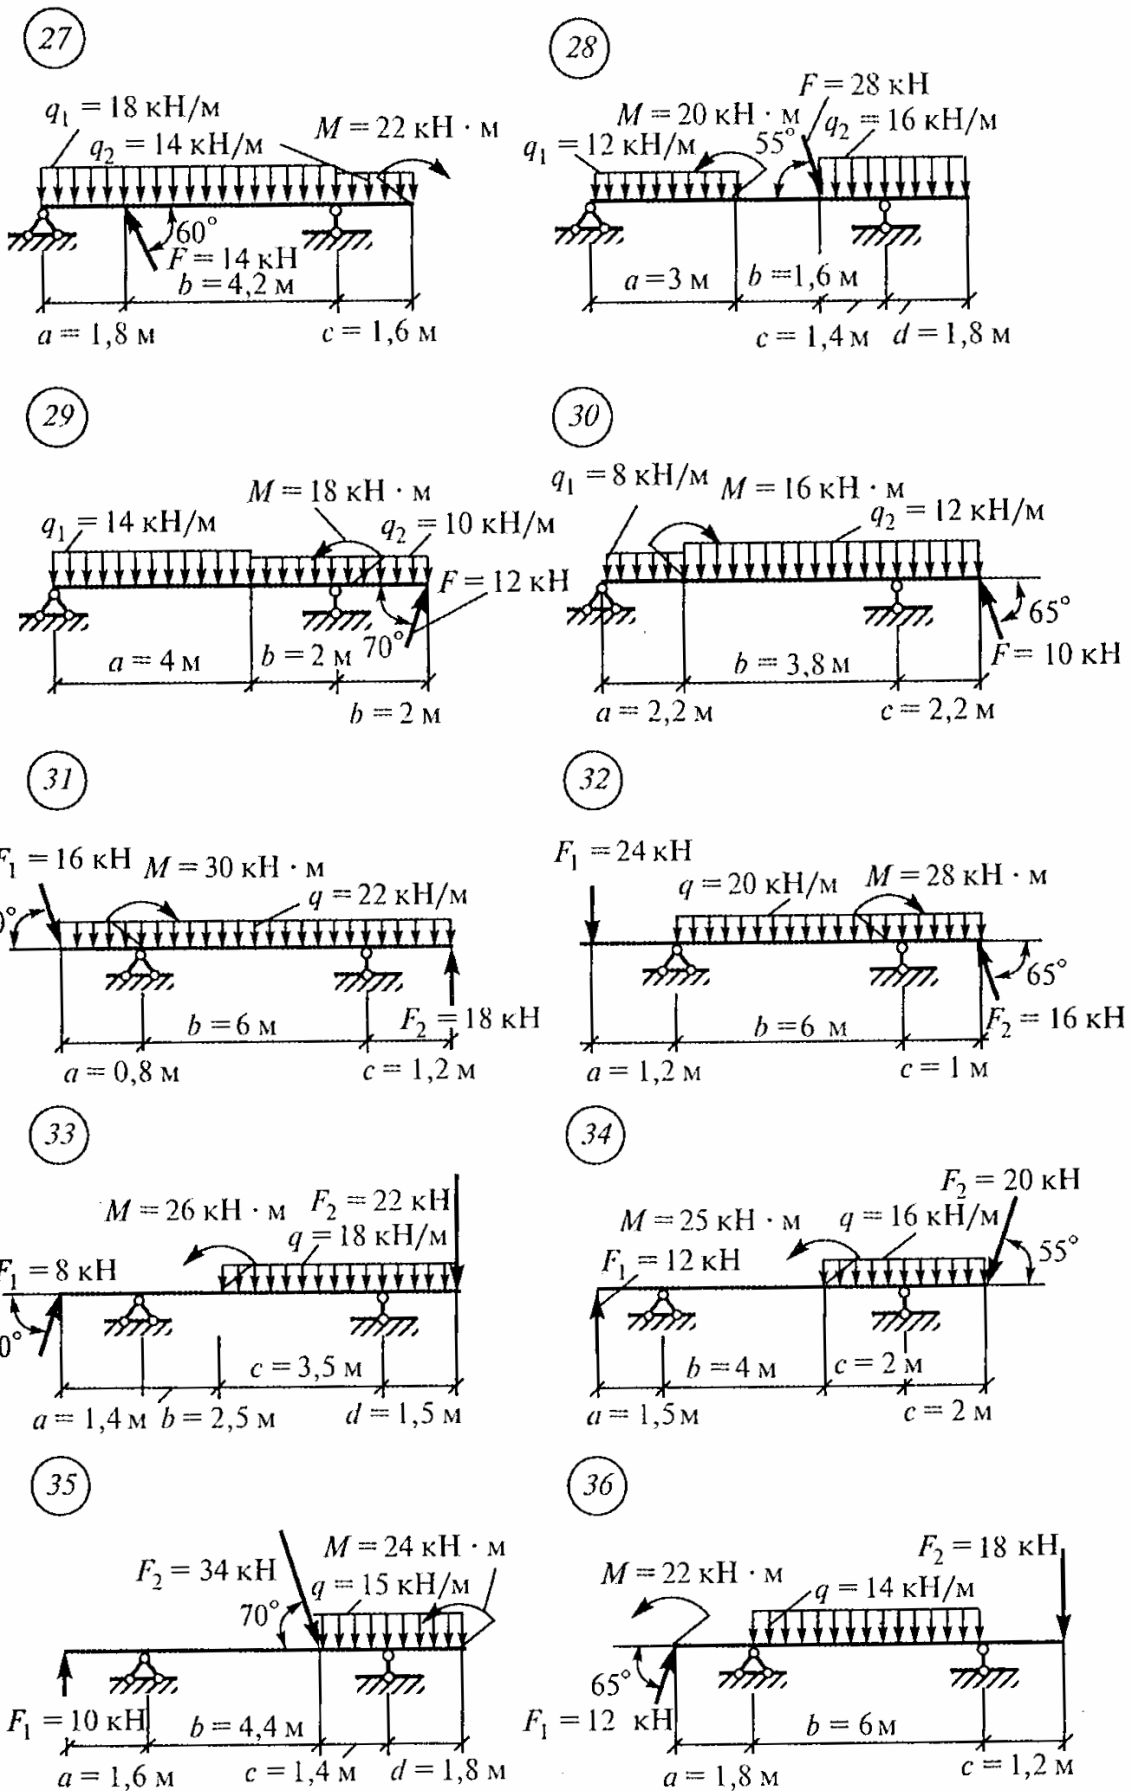 27
q₁ = 18 кН/м
q₂ = 14 кН/м
M = 22 кН · м
60°
F = 14 кН
b = 4,2 м
a = 1,8 м
c = 1,6 м
28
F = 28 кН
M = 20 кН · м
55°
q₂ = 16 кН/м
q₁ = 12 кН/м
a = 3 м
b = 1,6 м
c = 1,4 м
d = 1,8 м
29
M = 18 кН · м
q₁ = 14 кН/м
q₂ = 10 кН/м
F = 12 кН
70°
a = 4 м
b = 2 м
b = 2 м
30
q₁ = 8 кН/м
M = 16 кН · м
q₂ = 12 кН/м
65°
F = 10 кН
b = 3,8 м
a = 2,2 м
c = 2,2 м
31
F₁ = 16 кН
M = 30 кН · м
q = 22 кН/м
0°
b = 6 м
F₂ = 18 кН
a = 0,8 м
c = 1,2 м
32
F₁ = 24 кН
q = 20 кН/м
M = 28 кН · м
65°
b = 6 м
F₂ = 16 кН
a = 1,2 м
c = 1 м
33
M = 26 кН · м
F₂ = 22 кН
q = 18 кН/м
F₁ = 8 кН
0°
c = 3,5 м
a = 1,4 м
b = 2,5 м
d = 1,5 м
34
F₂ = 20 кН
M = 25 кН · м
q = 16 кН/м
F₁ = 12 кН
55°
b = 4 м
c = 2 м
a = 1,5 м
c = 2 м
35
F₂ = 34 кН
M = 24 кН · м
q = 15 кН/м
70°
F₁ = 10 кН
b = 4,4 м
a = 1,6 м
c = 1,4 м
d = 1,8 м
36
F₂ = 18 кН
M = 22 кН · м
q = 14 кН/м
65°
F₁ = 12 кН
b = 6 м
a = 1,8 м
c = 1,2 м